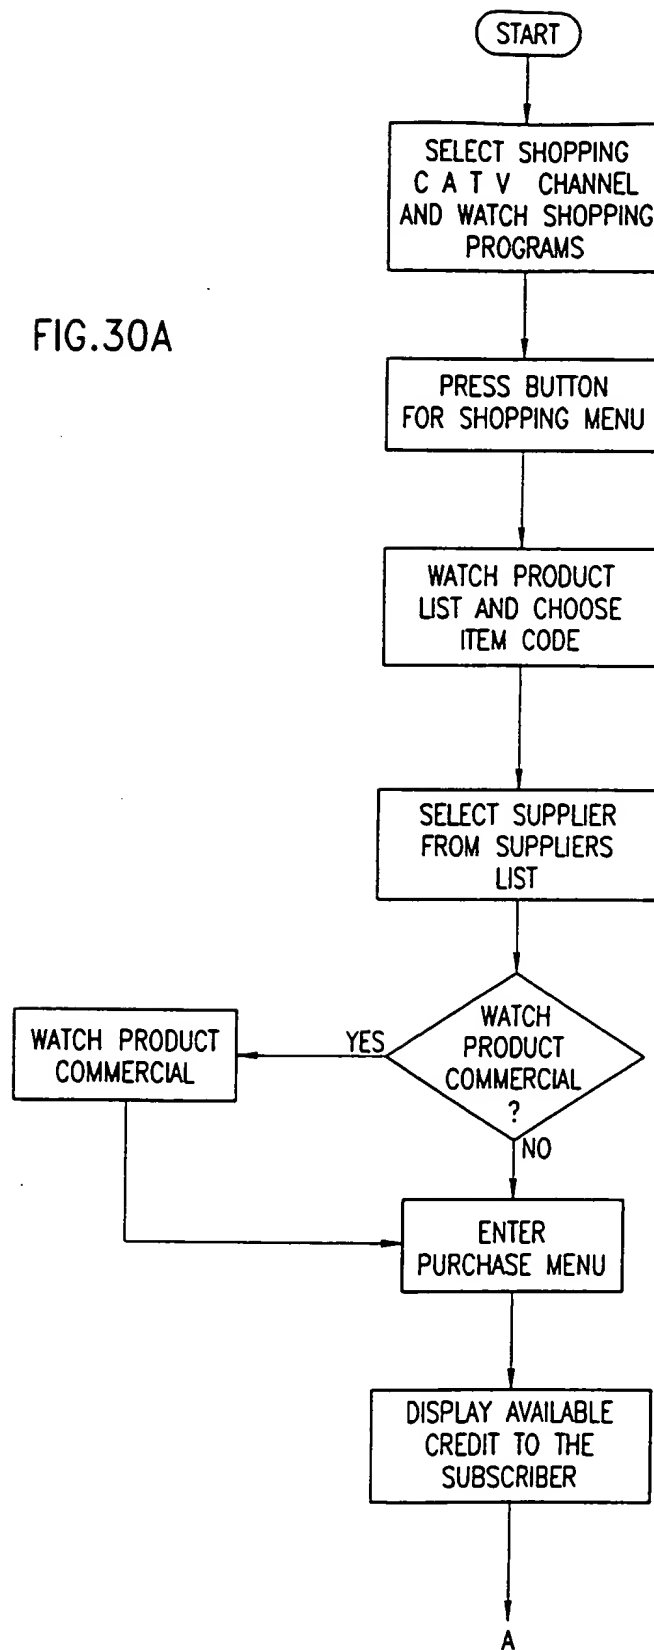 START
SELECT SHOPPING
C A T V CHANNEL
AND WATCH SHOPPING
PROGRAMS
FIG.30A
PRESS BUTTON
FOR SHOPPING MENU
WATCH PRODUCT
LIST AND CHOOSE
ITEM CODE
SELECT SUPPLIER
FROM SUPPLIERS
LIST
WATCH
PRODUCT
COMMERCIAL
?
YES
WATCH PRODUCT
COMMERCIAL
NO
ENTER
PURCHASE MENU
DISPLAY AVAILABLE
CREDIT TO THE
SUBSCRIBER
A